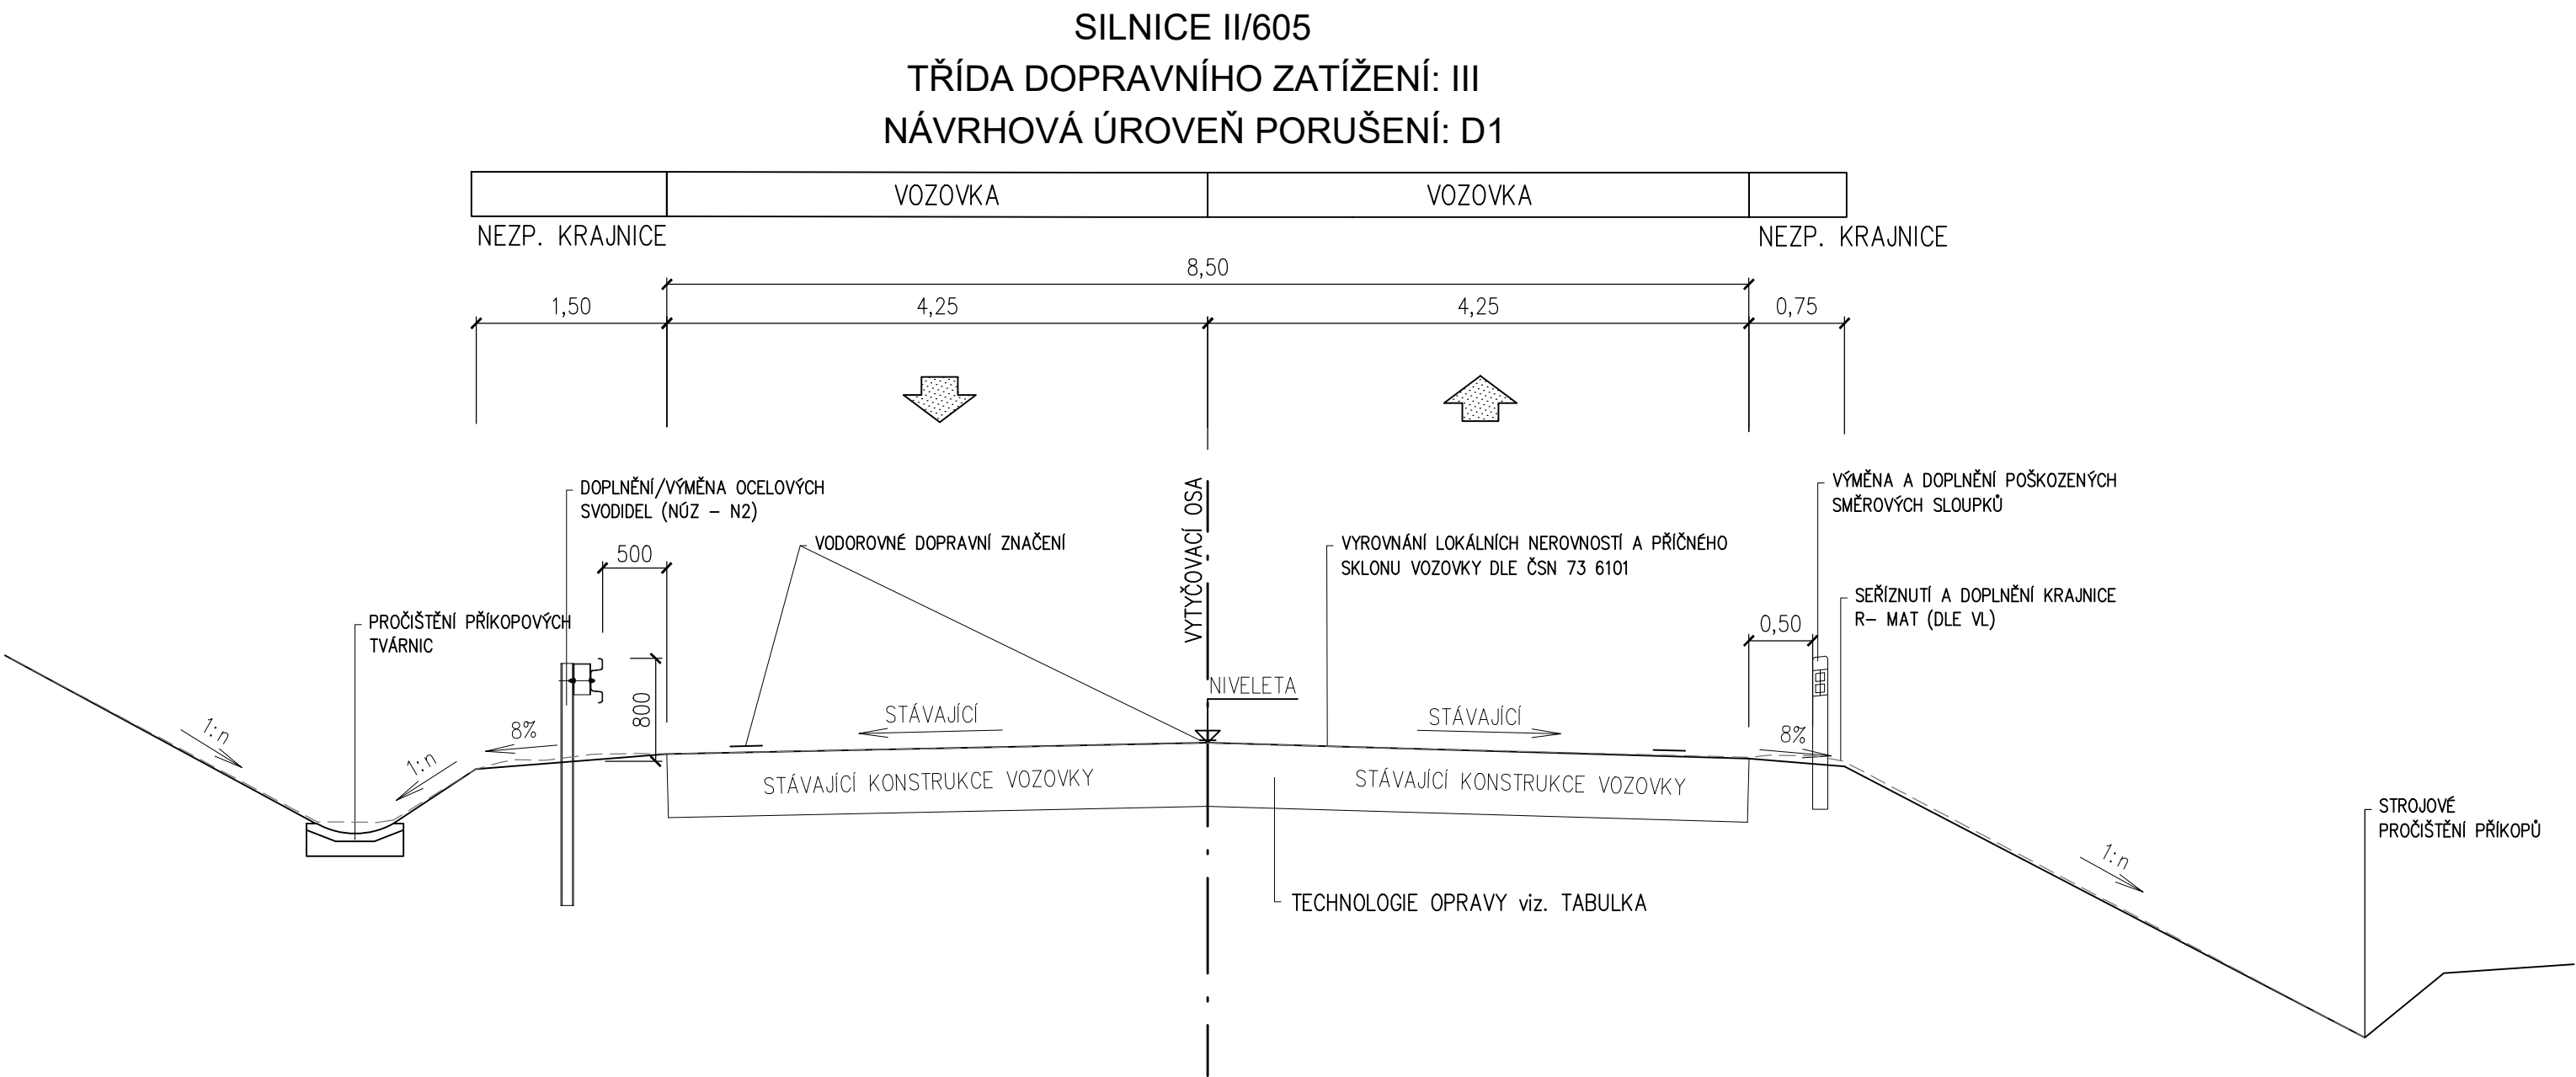 SILNICE II/605
TŘÍDA DOPRAVNÍHO ZATÍŽENÍ: III
NÁVRHOVÁ ÚROVEŇ PORUŠENÍ: D1
VOZOVKA
VOZOVKA
NEZP. KRAJNICE
NEZP. KRAJNICE
8,50
1,50
4,25
4,25
0,75
DOPLNĚNÍ/VÝMĚNA OCELOVÝCH
SVODIDEL (NÚZ – N2)
500
800
VODOROVNÉ DOPRAVNÍ ZNAČENÍ
VYTYČOVACÍ OSA
VYROVNÁNÍ LOKÁLNÍCH NEROVNOSTÍ A PŘÍČNÉHO
SKLONU VOZOVKY DLE ČSN 73 6101
VÝMĚNA A DOPLNĚNÍ POŠKOZENÝCH
SMĚROVÝCH SLOUPKŮ
SEŘÍZNUTÍ A DOPLNĚNÍ KRAJNICE
R– MAT (DLE VL)
0,50
PROČIŠTĚNÍ PŘÍKOPOVÝCH
TVÁRNIC
NIVELETA
1:n
8%
1:n
STÁVAJÍCÍ
STÁVAJÍCÍ
8%
STÁVAJÍCÍ KONSTRUKCE VOZOVKY
STÁVAJÍCÍ KONSTRUKCE VOZOVKY
STROJOVÉ
PROČIŠTĚNÍ PŘÍKOPŮ
1:n
TECHNOLOGIE OPRAVY viz. TABULKA